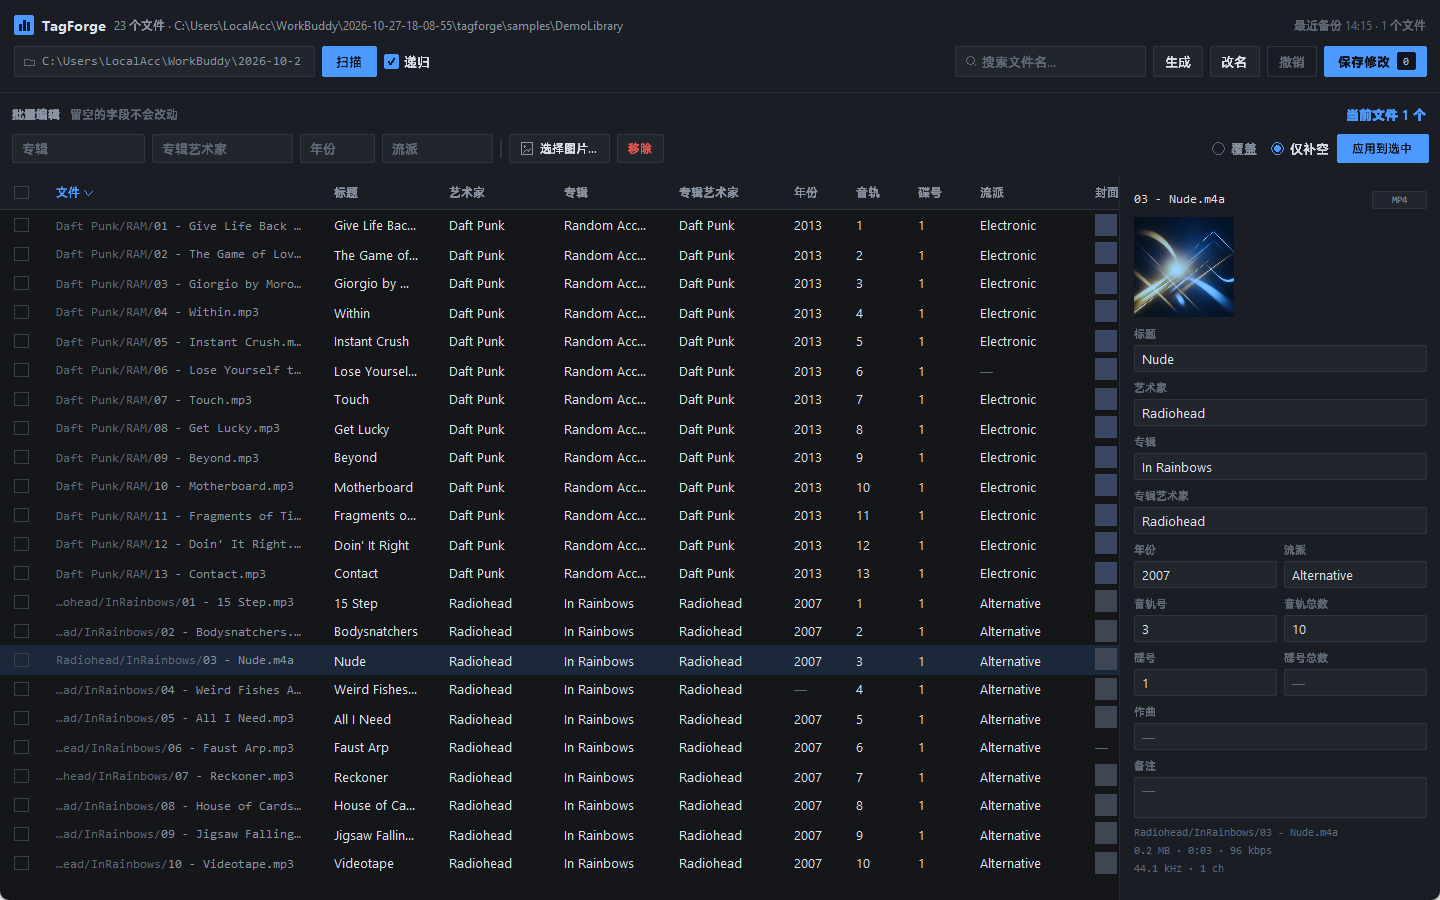 TagForge 23 个文件 · C:\Users\LocalAcc\WorkBuddy\2026-10-27-18-08-55\tagforge\samples\DemoLibrary 最近备份 14:15 · 1 个文件
C:\Users\LocalAcc\WorkBuddy\2026-10-2 扫描 递归 搜索文件名... 生成 改名 撤销 保存修改 0
批量编辑 留空的字段不会改动 当前文件 1 个
专辑 专辑艺术家 年份 流派 选择图片... 移除 覆盖 仅补空 应用到选中
文件 标题 艺术家 专辑 专辑艺术家 年份 音轨 碟号 流派 封面
Daft Punk/RAM/01 - Give Life Back … Give Life Bac... Daft Punk Random Acc... Daft Punk 2013 1 1 Electronic
Daft Punk/RAM/02 - The Game of Lov… The Game of... Daft Punk Random Acc... Daft Punk 2013 2 1 Electronic
Daft Punk/RAM/03 - Giorgio by Moro… Giorgio by ... Daft Punk Random Acc... Daft Punk 2013 3 1 Electronic
Daft Punk/RAM/04 - Within.mp3 Within Daft Punk Random Acc... Daft Punk 2013 4 1 Electronic
Daft Punk/RAM/05 - Instant Crush.m… Instant Crush Daft Punk Random Acc... Daft Punk 2013 5 1 Electronic
Daft Punk/RAM/06 - Lose Yourself t… Lose Yoursel... Daft Punk Random Acc... Daft Punk 2013 6 1 —
Daft Punk/RAM/07 - Touch.mp3 Touch Daft Punk Random Acc... Daft Punk 2013 7 1 Electronic
Daft Punk/RAM/08 - Get Lucky.mp3 Get Lucky Daft Punk Random Acc... Daft Punk 2013 8 1 Electronic
Daft Punk/RAM/09 - Beyond.mp3 Beyond Daft Punk Random Acc... Daft Punk 2013 9 1 Electronic
Daft Punk/RAM/10 - Motherboard.mp3 Motherboard Daft Punk Random Acc... Daft Punk 2013 10 1 Electronic
Daft Punk/RAM/11 - Fragments of Ti… Fragments o... Daft Punk Random Acc... Daft Punk 2013 11 1 Electronic
Daft Punk/RAM/12 - Doin' It Right.… Doin' It Right Daft Punk Random Acc... Daft Punk 2013 12 1 Electronic
Daft Punk/RAM/13 - Contact.mp3 Contact Daft Punk Random Acc... Daft Punk 2013 13 1 Electronic
…ohead/InRainbows/01 - 15 Step.mp3 15 Step Radiohead In Rainbows Radiohead 2007 1 1 Alternative
…ad/InRainbows/02 - Bodysnatchers.… Bodysnatchers Radiohead In Rainbows Radiohead 2007 2 1 Alternative
Radiohead/InRainbows/03 - Nude.m4a Nude Radiohead In Rainbows Radiohead 2007 3 1 Alternative
…ad/InRainbows/04 - Weird Fishes A… Weird Fishes... Radiohead In Rainbows Radiohead — 4 1 Alternative
…ad/InRainbows/05 - All I Need.mp3 All I Need Radiohead In Rainbows Radiohead 2007 5 1 Alternative
…ead/InRainbows/06 - Faust Arp.mp3 Faust Arp Radiohead In Rainbows Radiohead 2007 6 1 Alternative —
…head/InRainbows/07 - Reckoner.mp3 Reckoner Radiohead In Rainbows Radiohead 2007 7 1 Alternative
…ad/InRainbows/08 - House of Cards… House of Ca... Radiohead In Rainbows Radiohead 2007 8 1 Alternative
…ad/InRainbows/09 - Jigsaw Falling… Jigsaw Fallin... Radiohead In Rainbows Radiohead 2007 9 1 Alternative
…ead/InRainbows/10 - Videotape.mp3 Videotape Radiohead In Rainbows Radiohead 2007 10 1 Alternative
03 - Nude.m4a MP4
标题
Nude
艺术家
Radiohead
专辑
In Rainbows
专辑艺术家
Radiohead
年份 流派
2007 Alternative
音轨号 音轨总数
3 10
碟号 碟号总数
1 —
作曲
—
备注
—
Radiohead/InRainbows/03 - Nude.m4a
0.2 MB · 0:03 · 96 kbps
44.1 kHz · 1 ch